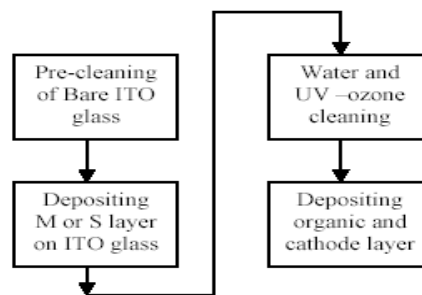 Pre-cleaning
of Bare ITO
glass
Depositing
M or S layer
on ITO glass
Water and
UV –ozone
cleaning
Depositing
organic and
cathode layer